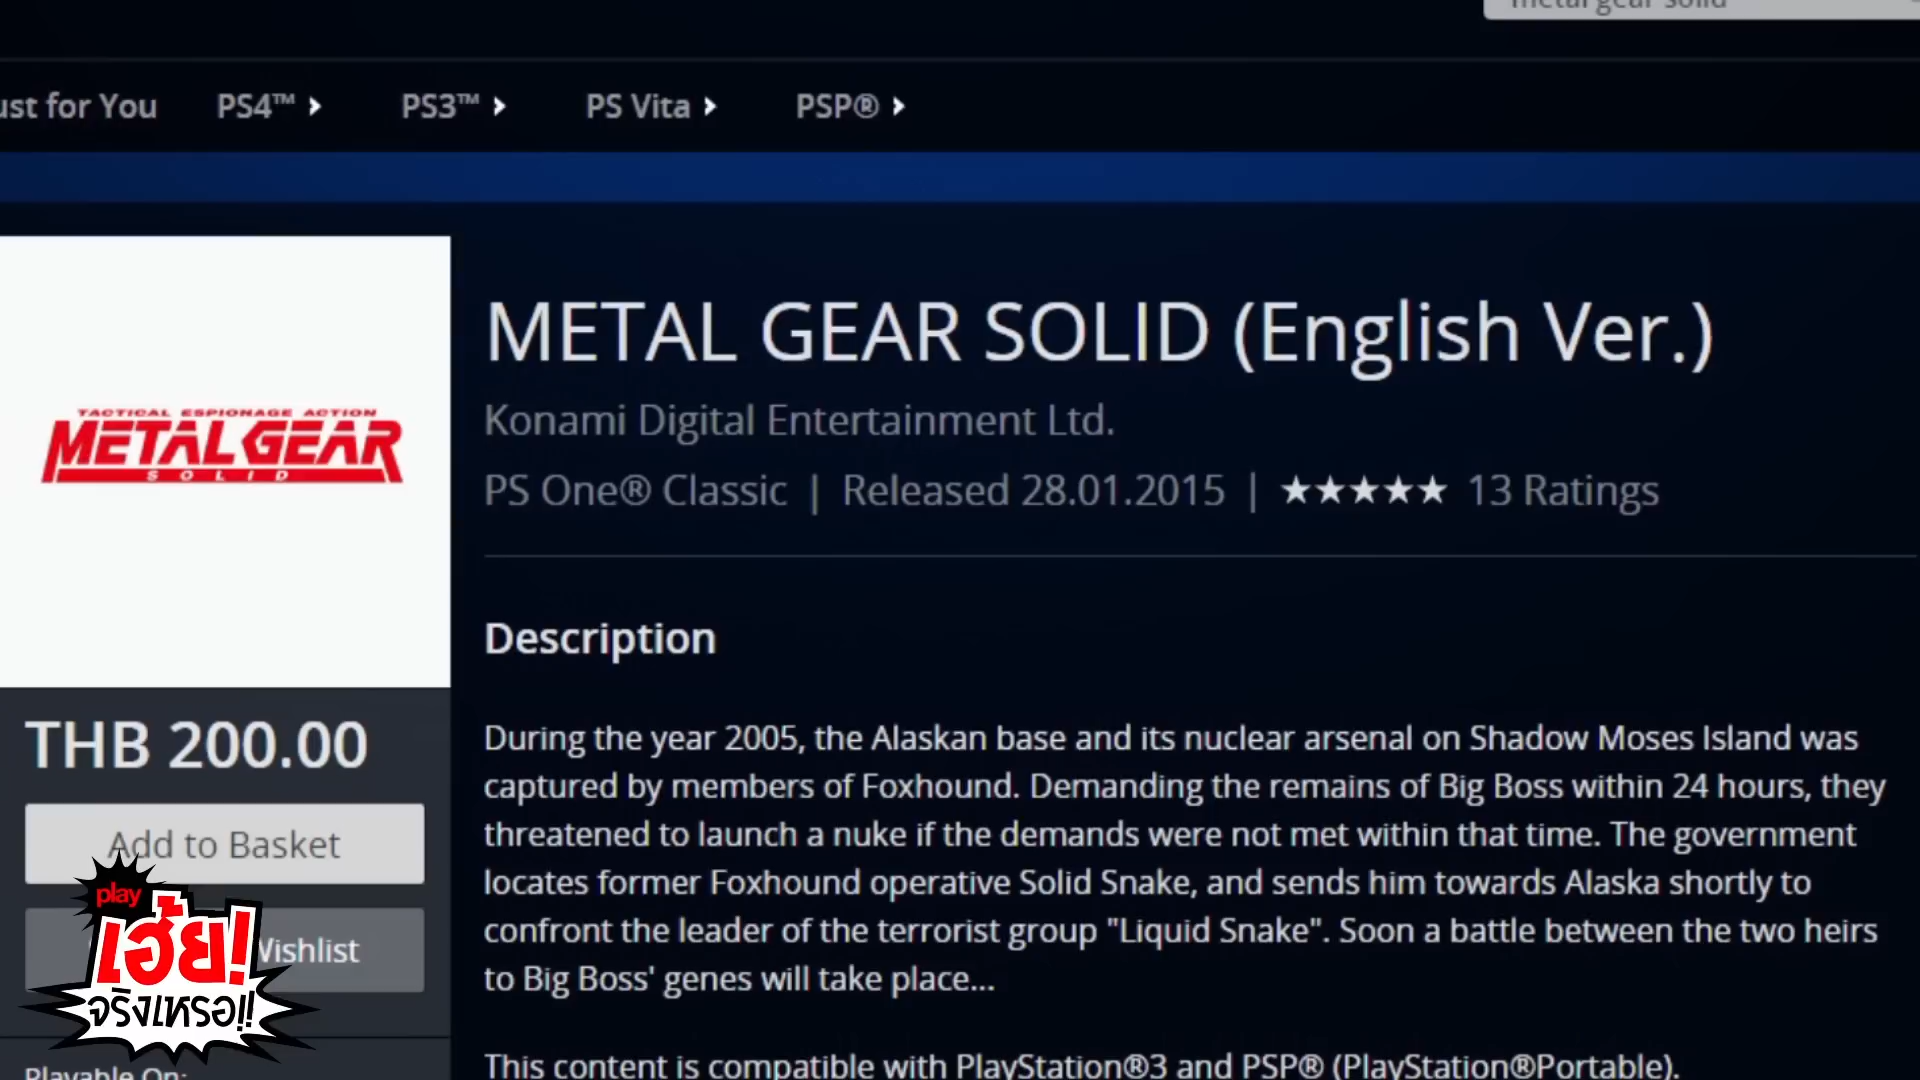 metal gear solid
ust for You PS4™ PS3™ PS Vita PSP®
TACTICAL ESPIONAGE ACTION
METAL GEAR
SOLID
METAL GEAR SOLID (English Ver.)
Konami Digital Entertainment Ltd.
PS One® Classic | Released 28.01.2015 | ★★★★★ 13 Ratings
Description
During the year 2005, the Alaskan base and its nuclear arsenal on Shadow Moses Island was
captured by members of Foxhound. Demanding the remains of Big Boss within 24 hours, they
threatened to launch a nuke if the demands were not met within that time. The government
locates former Foxhound operative Solid Snake, and sends him towards Alaska shortly to
confront the leader of the terrorist group "Liquid Snake". Soon a battle between the two heirs
to Big Boss' genes will take place...
This content is compatible with PlayStation®3 and PSP® (PlayStation®Portable).
THB 200.00
Add to Basket
Wishlist
play
เฮ้ย!
จริงเหรอ!!
Playable On: